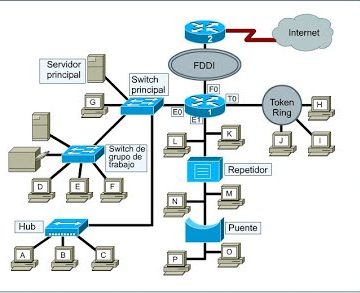 2
Internet
FDDI
Servidor
principal
Switch
principal
F0
T0
E0
1
E1
G
Token
Ring
H
J
I
Switch de
grupo de
trabajo
L
K
D
E
F
Repetidor
N
M
Hub
Puente
A
B
C
P
O